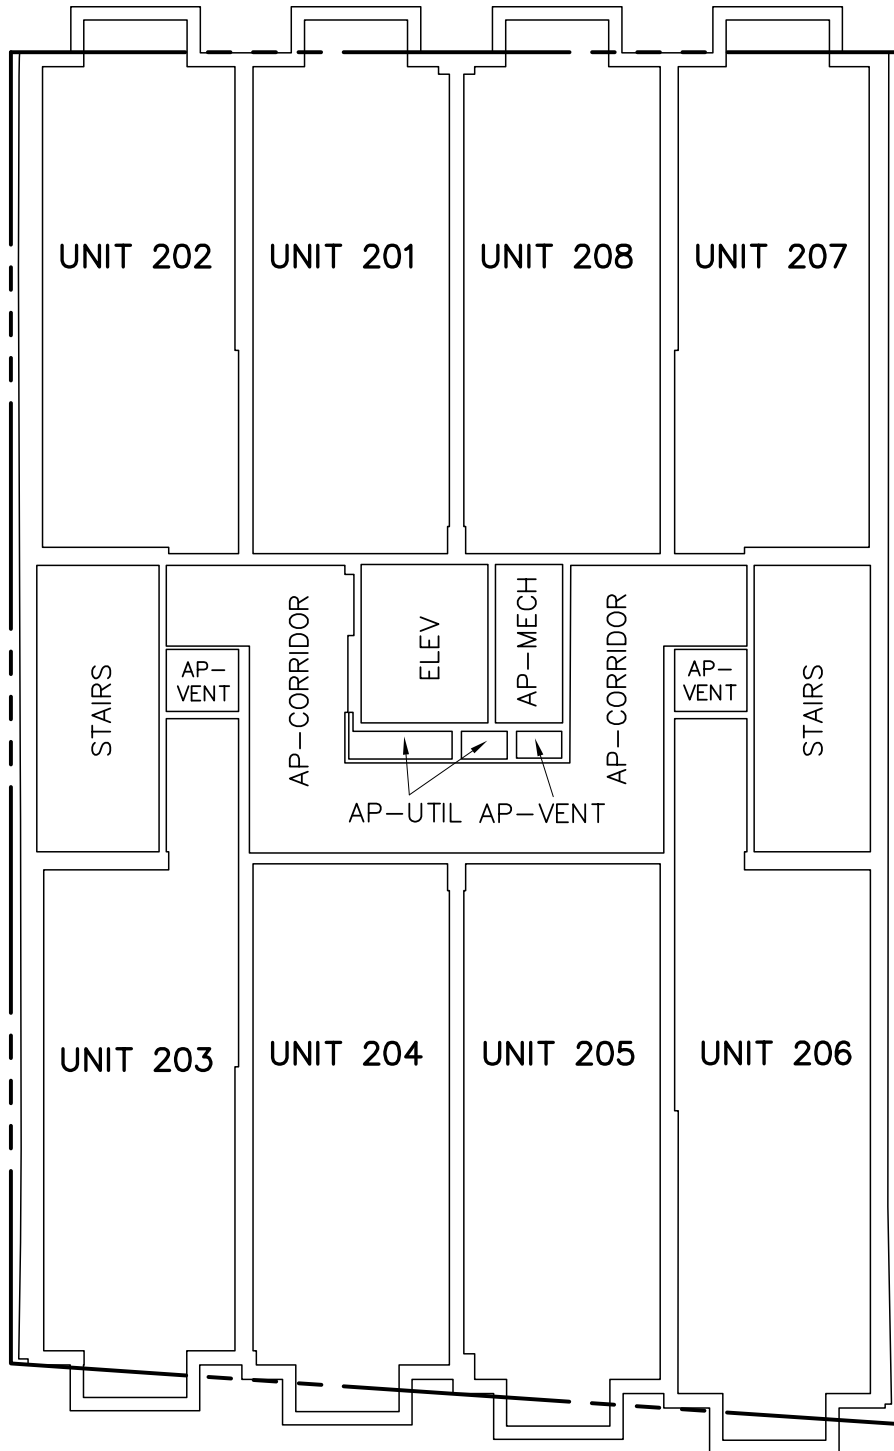 UNIT 202
UNIT 201
UNIT 208
UNIT 207
STAIRS
AP-
VENT
AP-CORRIDOR
ELEV
AP-MECH
AP-CORRIDOR
AP-
VENT
STAIRS
AP-UTIL
AP-VENT
UNIT 203
UNIT 204
UNIT 205
UNIT 206